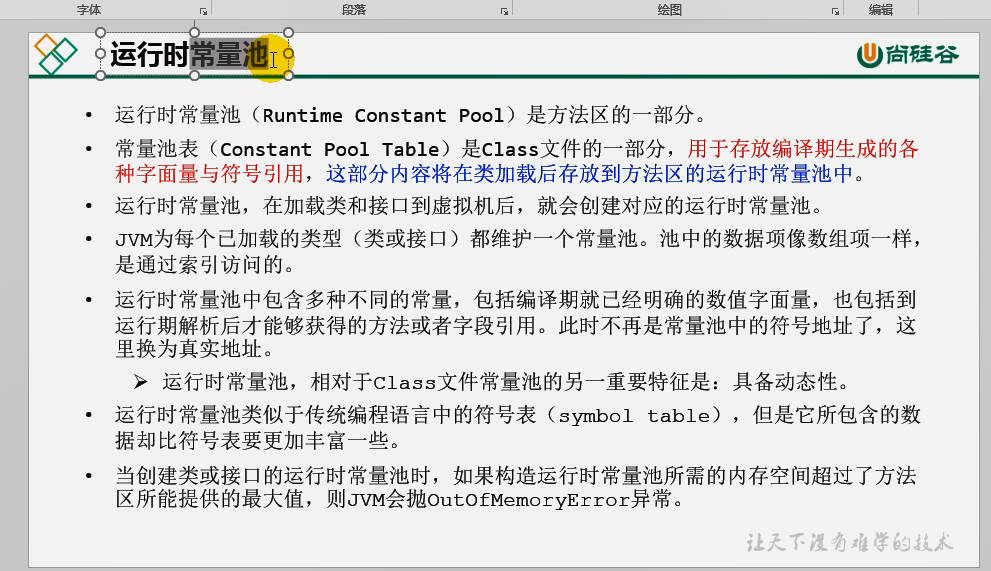 字体 段落 绘图 编辑
运行时常量池
尚硅谷
• 运行时常量池（Runtime Constant Pool）是方法区的一部分。
• 常量池表（Constant Pool Table）是Class文件的一部分，用于存放编译期生成的各
种字面量与符号引用，这部分内容将在类加载后存放到方法区的运行时常量池中。
• 运行时常量池，在加载类和接口到虚拟机后，就会创建对应的运行时常量池。
• JVM为每个已加载的类型（类或接口）都维护一个常量池。池中的数据项像数组项一样，
是通过索引访问的。
• 运行时常量池中包含多种不同的常量，包括编译期就已经明确的数值字面量，也包括到
运行期解析后才能够获得的方法或者字段引用。此时不再是常量池中的符号地址了，这
里换为真实地址。
➢ 运行时常量池，相对于Class文件常量池的另一重要特征是：具备动态性。
• 运行时常量池类似于传统编程语言中的符号表（symbol table），但是它所包含的数
据却比符号表要更加丰富一些。
• 当创建类或接口的运行时常量池时，如果构造运行时常量池所需的内存空间超过了方法
区所能提供的最大值，则JVM会抛OutOfMemoryError异常。
让天下没有难学的技术